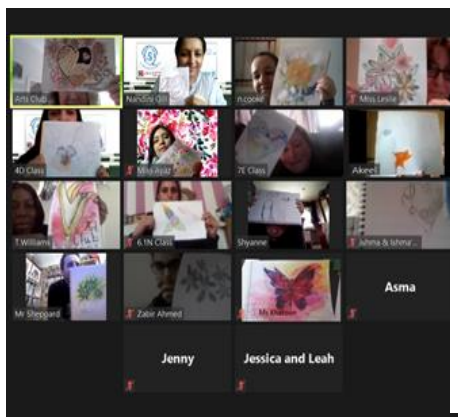 Arts Club
Nandini Gill
n.cooke
Miss Leslie
4D Class
Miss Ayaz
7E Class
Akeel
T.Williams
6.1N Class
Shyanne
Mr Sheppard
Zabir Ahmed
Asma
Jenny
Jessica and Leah